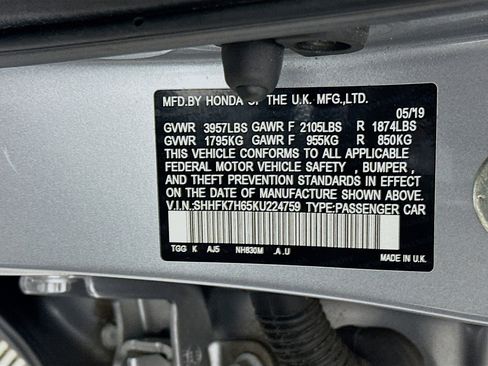 MFD.BY HONDA OF THE U.K. MFG.,LTD.
05/19
GVWR 3957LBS GAWR F 2105LBS R 1874LBS
GVWR 1795KG GAWR F 955KG R 850KG
THIS VEHICLE CONFORMS TO ALL APPLICABLE
FEDERAL MOTOR VEHICLE SAFETY , BUMPER ,
AND THEFT PREVENTION STANDARDS IN EFFECT
ON THE DATE OF MANUFACTURE SHOWN ABOVE.
V.I.N.:SHHFK7H65KU224759 TYPE:PASSENGER CAR
TGG K AJ5 NH830M .A .U MADE IN U.K.